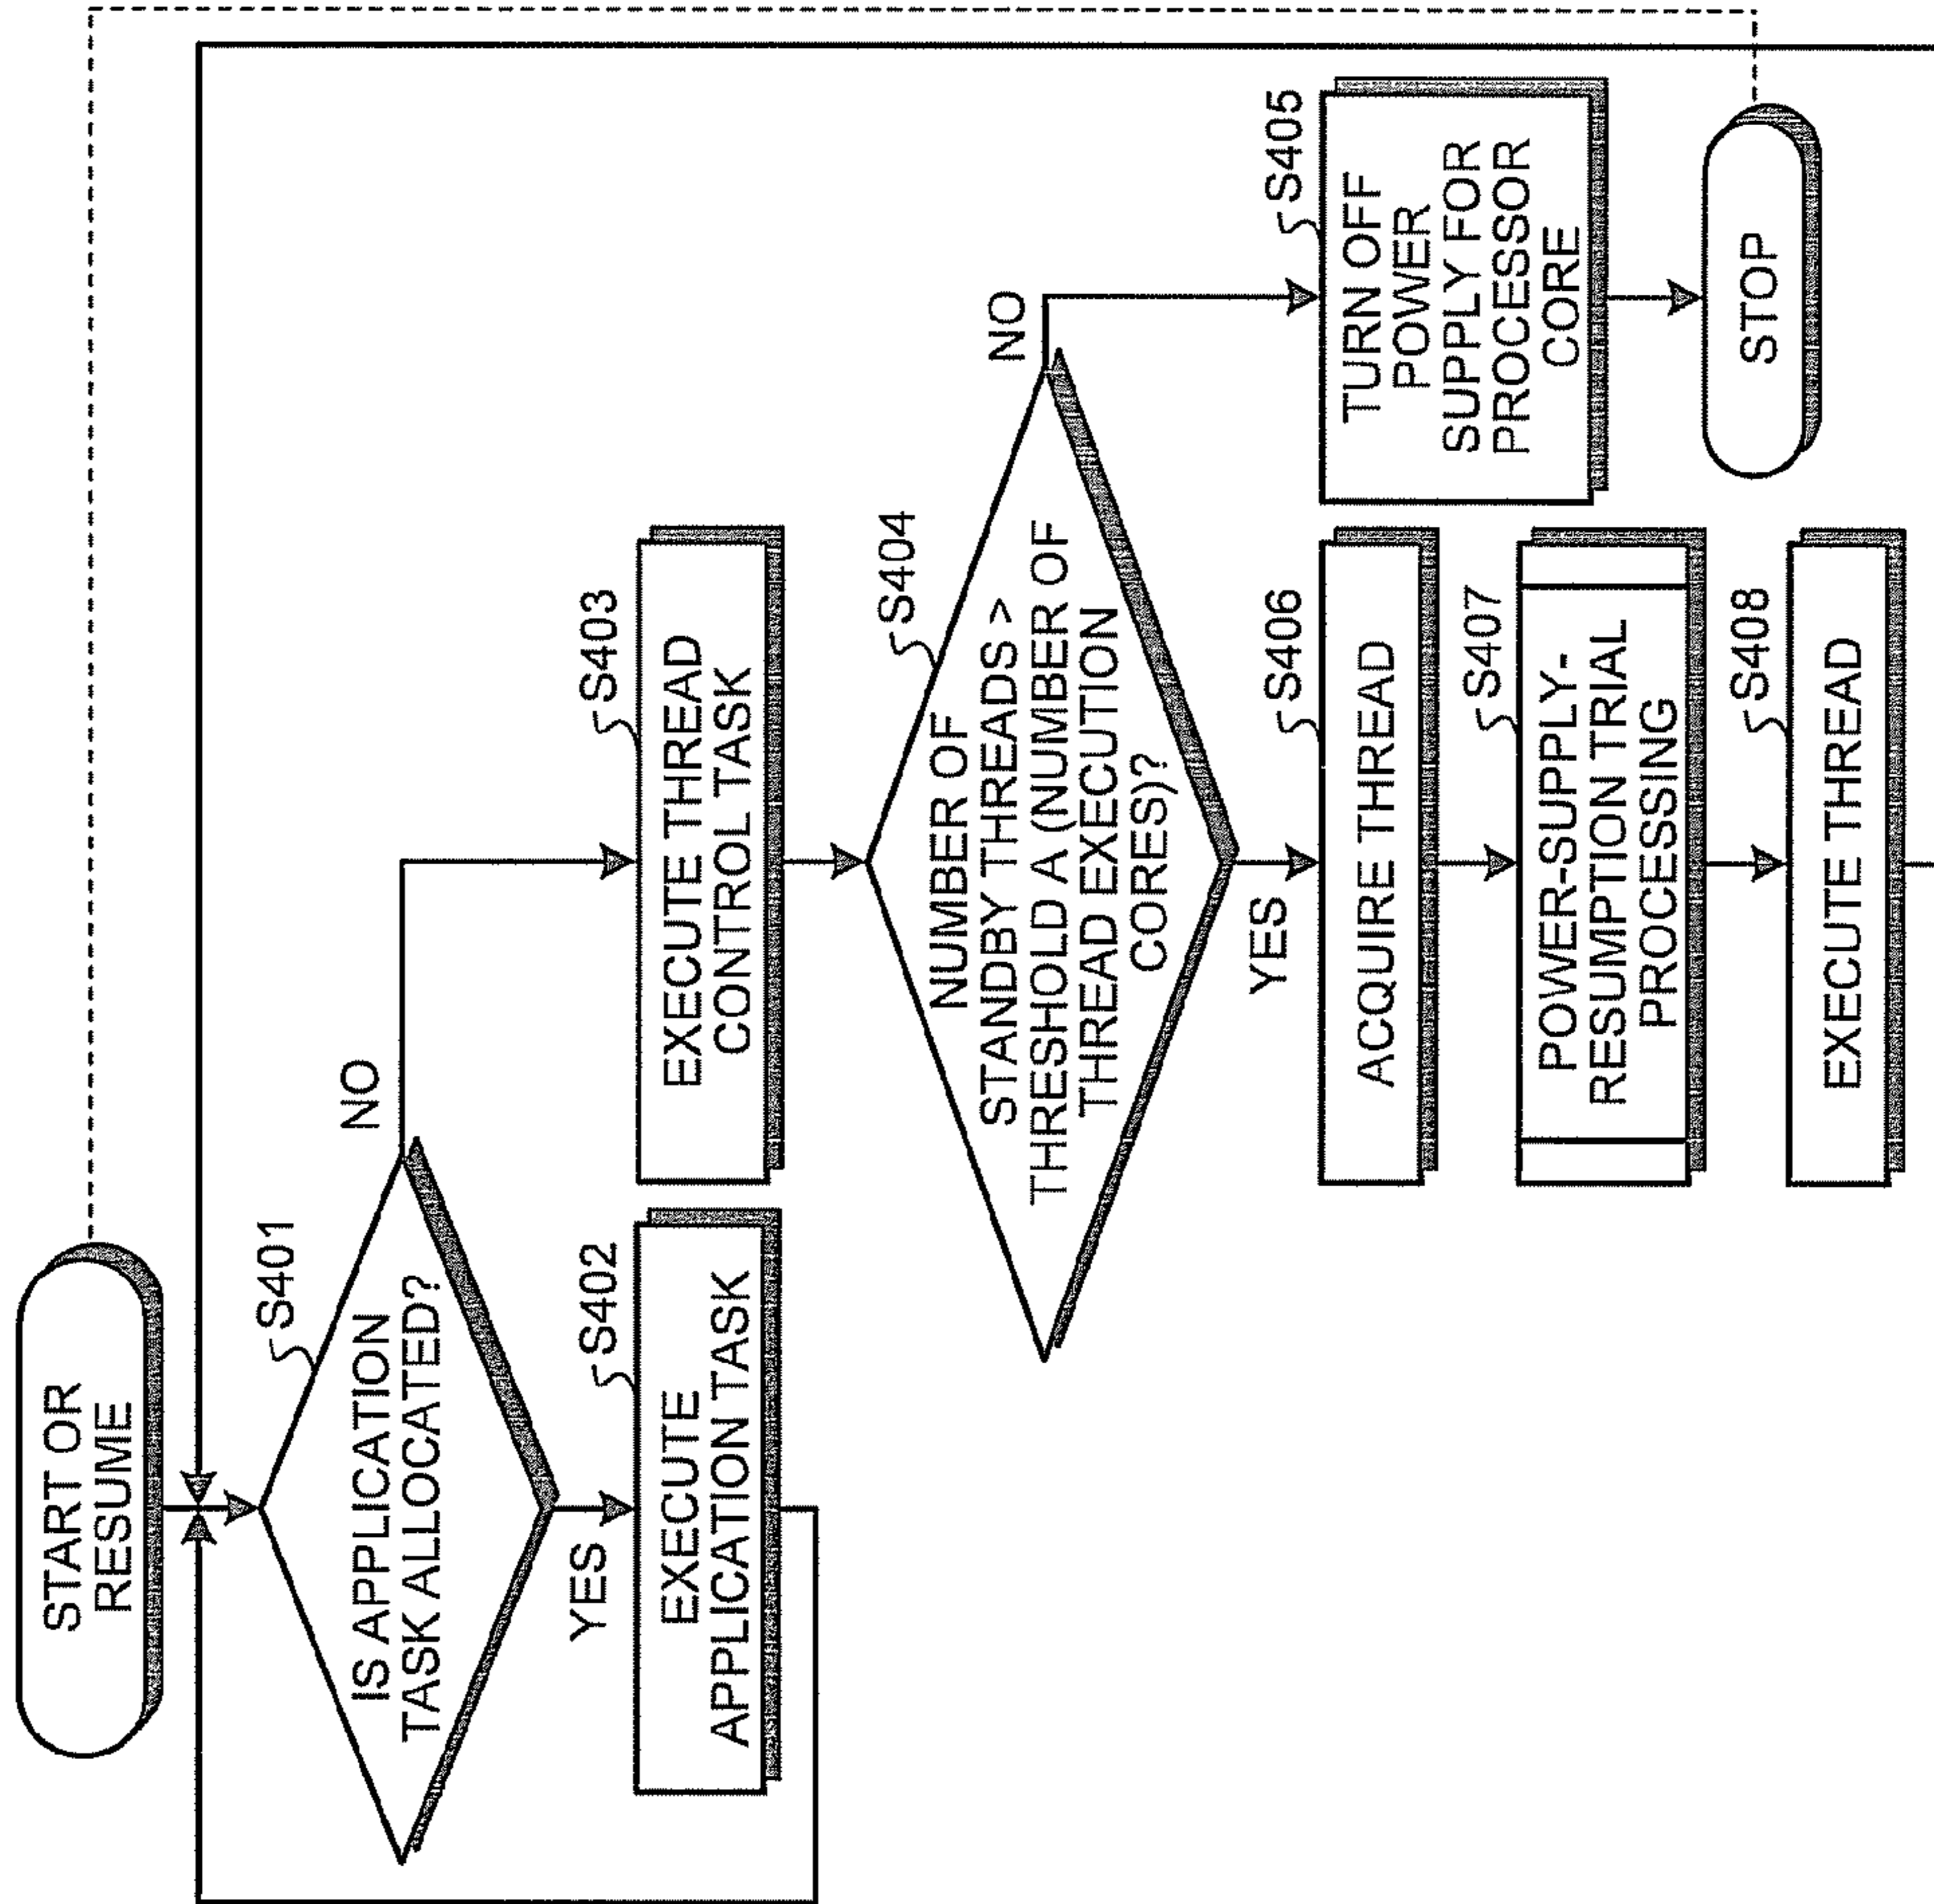 START OR
RESUME
S401
IS APPLICATION
TASK ALLOCATED?
NO
YES
S402
EXECUTE
APPLICATION TASK
S403
EXECUTE THREAD
CONTROL TASK
S404
NUMBER OF
STANDBY THREADS >
THRESHOLD A (NUMBER OF
THREAD EXECUTION
CORES)?
NO
YES
S405
TURN OFF
POWER
SUPPLY FOR
PROCESSOR
CORE
STOP
S406
ACQUIRE THREAD
S407
POWER-SUPPLY-
RESUMPTION TRIAL
PROCESSING
S408
EXECUTE THREAD